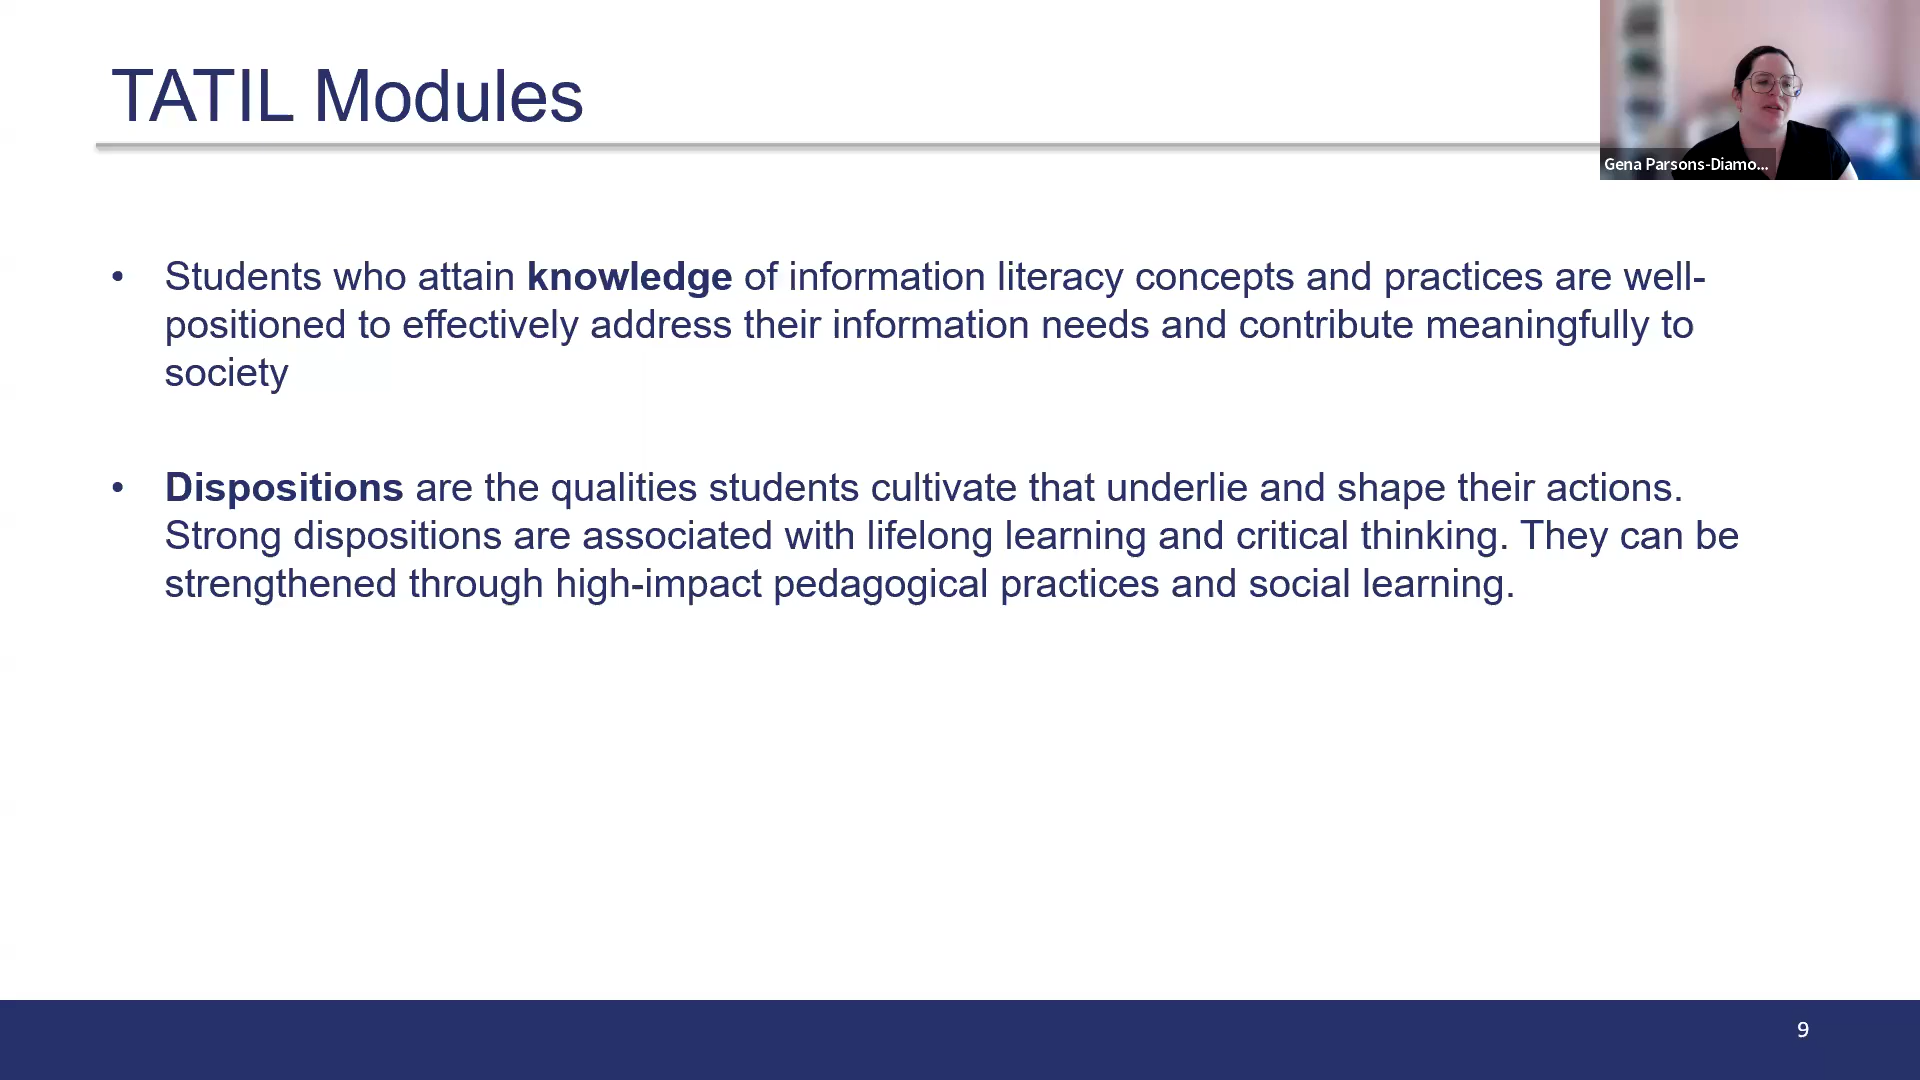 TATIL Modules
Gena Parsons-Diamo...
• Students who attain knowledge of information literacy concepts and practices are well-
positioned to effectively address their information needs and contribute meaningfully to
society
• Dispositions are the qualities students cultivate that underlie and shape their actions.
Strong dispositions are associated with lifelong learning and critical thinking. They can be
strengthened through high-impact pedagogical practices and social learning.
9